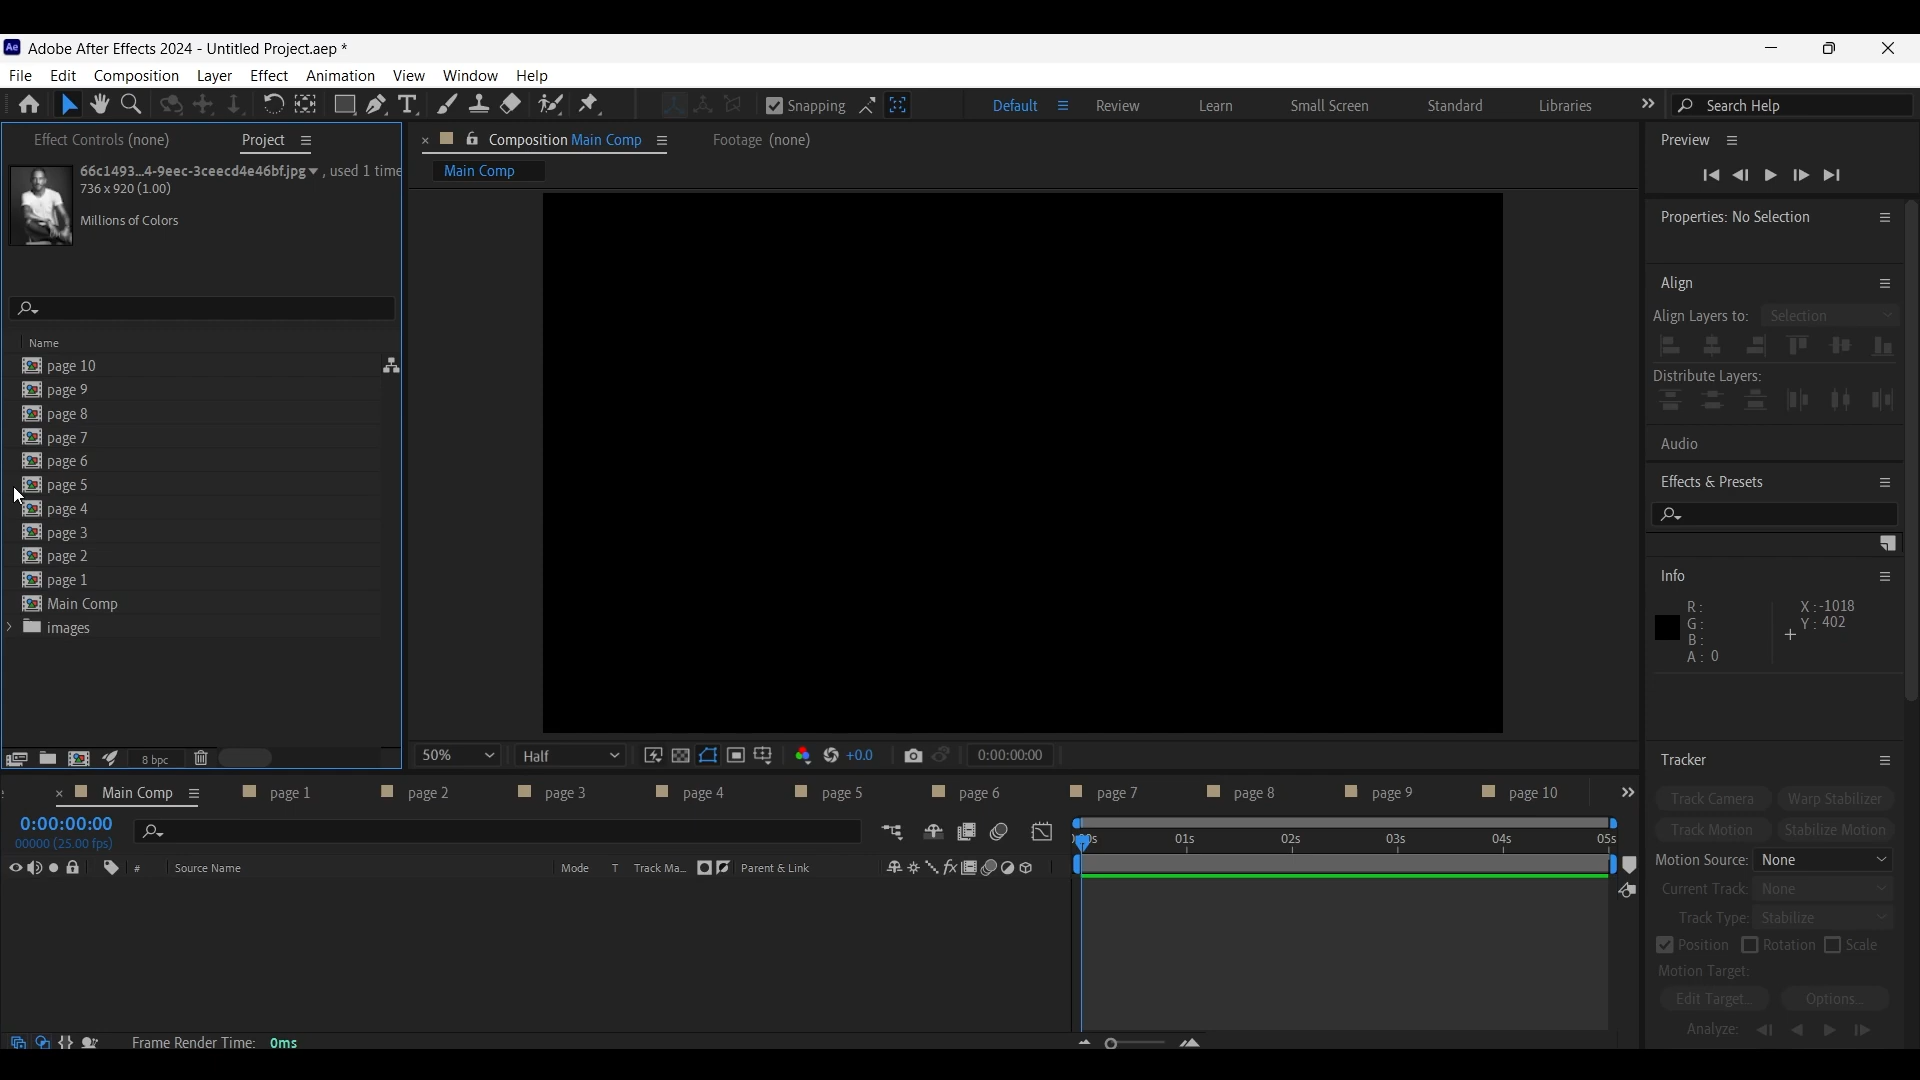 Ae Adobe After Effects 2024 - Untitled Project.aep *
File Edit Composition Layer Effect Animation View Window Help
T Snapping Default Review Learn Small Screen Standard Libraries Search Help
Effect Controls (none) Project
66c1493...4-9eec-3ceecd4e46bf.jpg , used 1 time
736 x 920 (1.00)
Millions of Colors
Name
page 10
page 9
page 8
page 7
page 6
page 5
page 4
page 3
page 2
page 1
Main Comp
images
8 bpc
Composition Main Comp Footage (none)
Main Comp
50% Half +0.0 0:00:00:00
Preview
Properties: No Selection
Align
Align Layers to: Selection
Distribute Layers:
Audio
Effects & Presets
Info
R: X: -1018
G: Y: 402
B:
A: 0
Tracker
Track Camera Warp Stabilizer
Track Motion Stabilize Motion
Motion Source: None
Current Track: None
Track Type: Stabilize
Position Rotation Scale
Motion Target:
Edit Target... Options...
Analyze:
Main Comp page 1 page 2 page 3 page 4 page 5 page 6 page 7 page 8 page 9 page 10
0:00:00:00
00000 (25.00 fps)
01s 02s 03s 04s 05s
# Source Name Mode T Track Ma... Parent & Link fx
Frame Render Time: 0ms